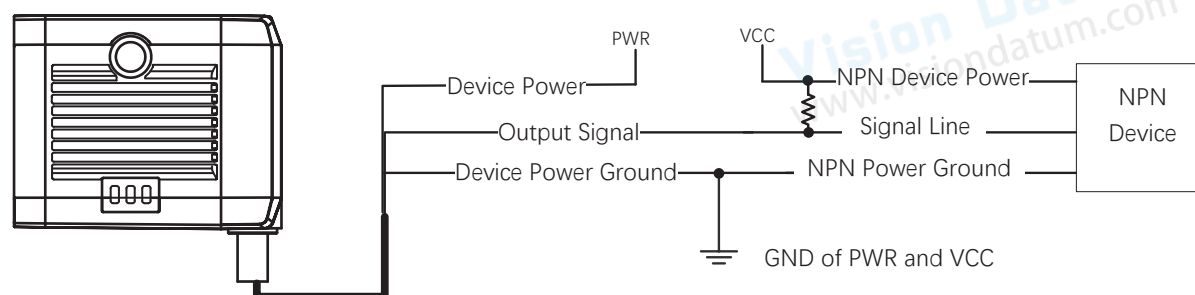 Vision Datum
www.visiondatum.com
PWR
VCC
Device Power
NPN Device Power
Output Signal
Signal Line
Device Power Ground
NPN Power Ground
NPN
Device
GND of PWR and VCC